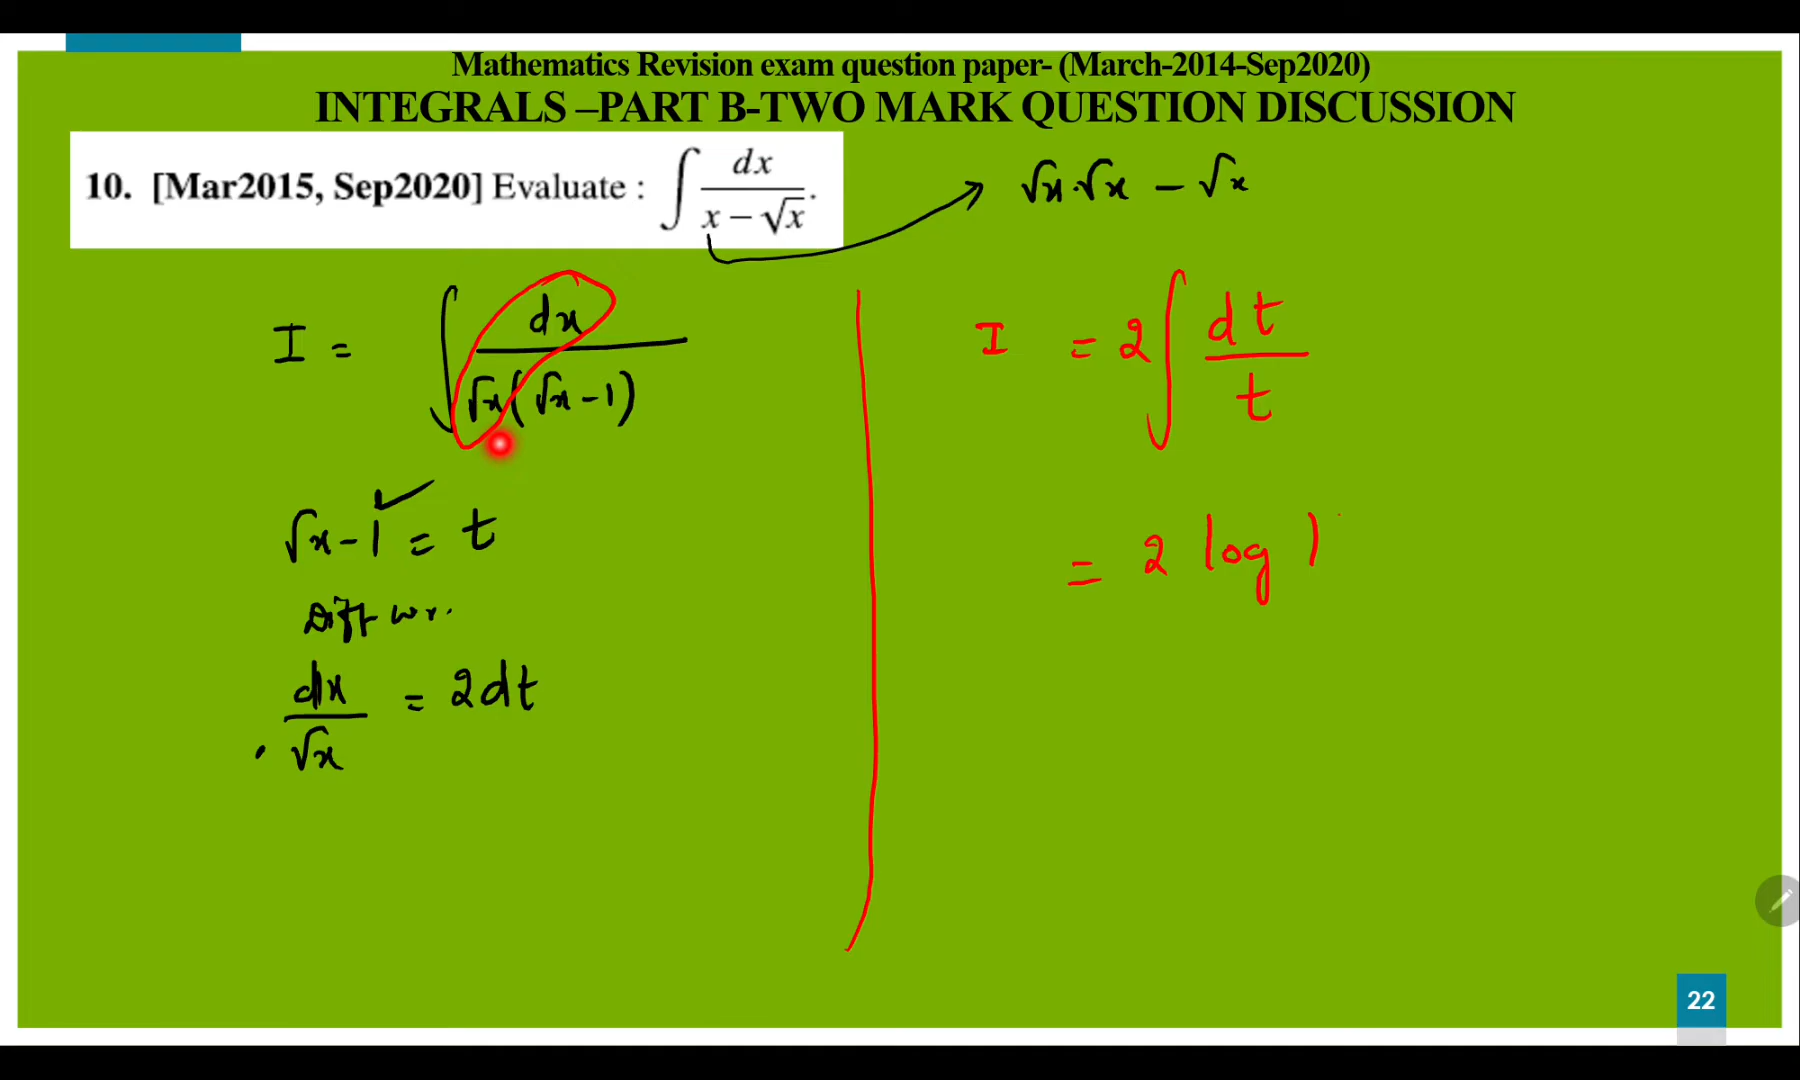 Mathematics Revision exam question paper- (March-2014-Sep2020)
INTEGRALS –PART B-TWO MARK QUESTION DISCUSSION
10. [Mar2015, Sep2020] Evaluate : ∫ dx / (x − √x).
√x·√x − √x
I = ∫ dx / (√x(√x−1))
√x−1 = t
Diff wr.
dx/√x = 2dt
I = 2∫ dt/t
= 2 log |
22